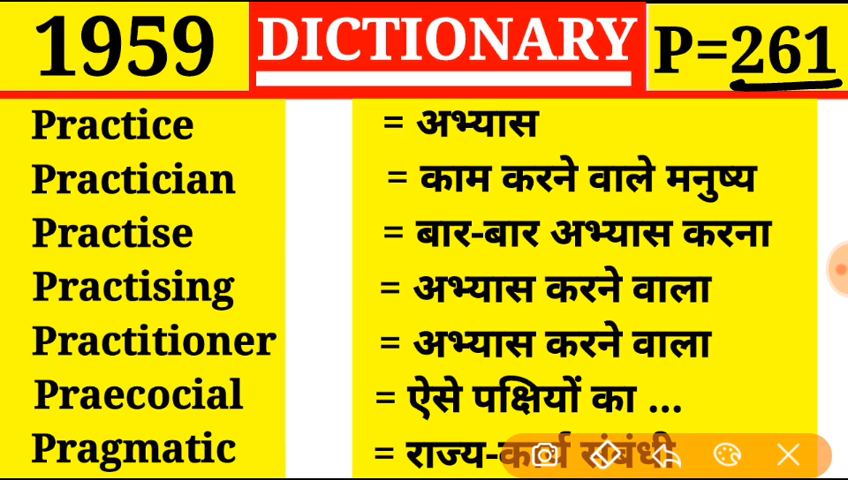 1959 DICTIONARY P=261
Practice = अभ्यास
Practician = काम करने वाले मनुष्य
Practise = बार-बार अभ्यास करना
Practising = अभ्यास करने वाला
Practitioner = अभ्यास करने वाला
Praecocial = ऐसे पक्षियों का ...
Pragmatic = राज्य-कार्य संबंधी